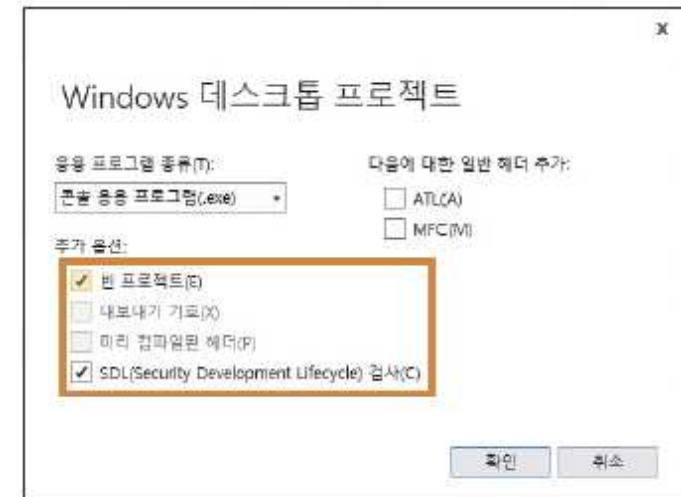 x
Windows 데스크톱 프로젝트
응용 프로그램 종류(T):
콘솔 응용 프로그램(.exe)
다음에 대한 일반 헤더 추가:
ATL(A)
MFC(M)
추가 옵션:
빈 프로젝트(E)
내보내기 기호(X)
미리 컴파일된 헤더(P)
SDL(Security Development Lifecycle) 검사(C)
확인 취소